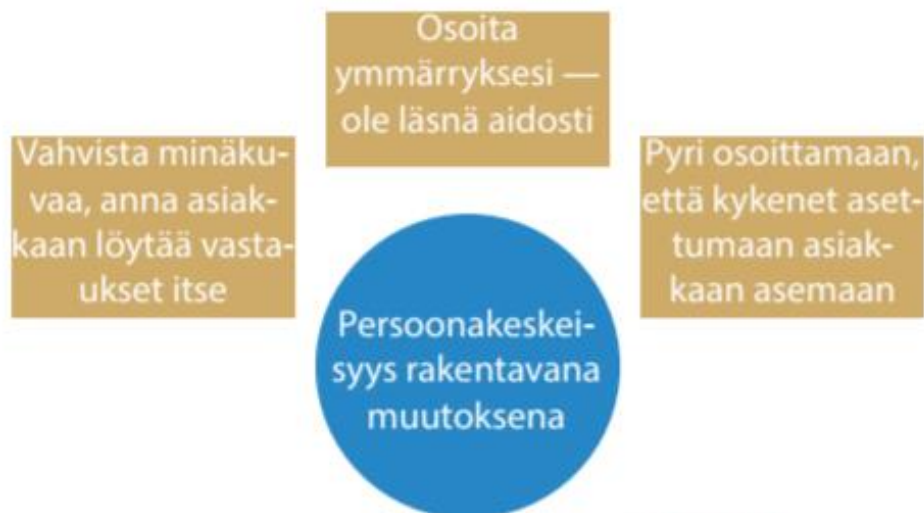 Osoita
ymmärryksesi —
ole läsnä aidosti
Vahvista minäku-
vaa, anna asiak-
kaan löytää vasta-
ukset itse
Pyri osoittamaan,
että kykenet aset-
tumaan asiak-
kaan asemaan
Persoonakeskei-
syys rakentavana
muutoksena